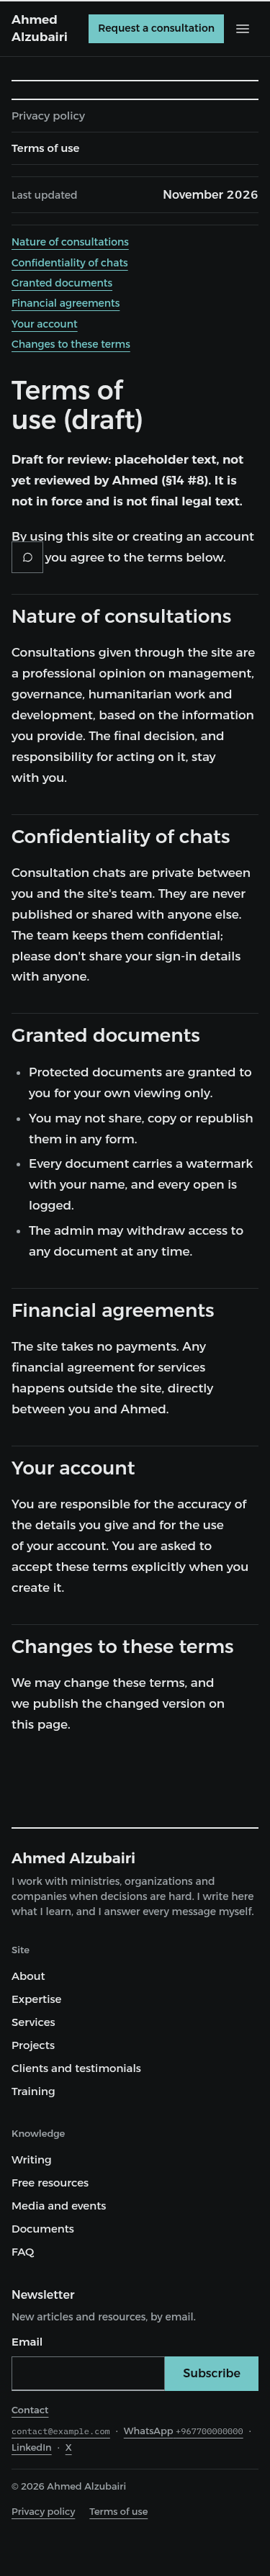 Ahmed
Alzubairi
Request a consultation
Privacy policy
Terms of use
Last updated
November 2026
Nature of consultations
Confidentiality of chats
Granted documents
Financial agreements
Your account
Changes to these terms
Terms of
use (draft)
Draft for review: placeholder text, not
yet reviewed by Ahmed (§14 #8). It is
not in force and is not final legal text.
By using this site or creating an account
you agree to the terms below.
Nature of consultations
Consultations given through the site are
a professional opinion on management,
governance, humanitarian work and
development, based on the information
you provide. The final decision, and
responsibility for acting on it, stay
with you.
Confidentiality of chats
Consultation chats are private between
you and the site's team. They are never
published or shared with anyone else.
The team keeps them confidential;
please don't share your sign-in details
with anyone.
Granted documents
• Protected documents are granted to
you for your own viewing only.
• You may not share, copy or republish
them in any form.
• Every document carries a watermark
with your name, and every open is
logged.
• The admin may withdraw access to
any document at any time.
Financial agreements
The site takes no payments. Any
financial agreement for services
happens outside the site, directly
between you and Ahmed.
Your account
You are responsible for the accuracy of
the details you give and for the use
of your account. You are asked to
accept these terms explicitly when you
create it.
Changes to these terms
We may change these terms, and
we publish the changed version on
this page.
Ahmed Alzubairi
I work with ministries, organizations and
companies when decisions are hard. I write here
what I learn, and I answer every message myself.
Site
About
Expertise
Services
Projects
Clients and testimonials
Training
Knowledge
Writing
Free resources
Media and events
Documents
FAQ
Newsletter
New articles and resources, by email.
Email
Subscribe
Contact
contact@example.com · WhatsApp +967700000000 ·
LinkedIn · X
© 2026 Ahmed Alzubairi
Privacy policy Terms of use